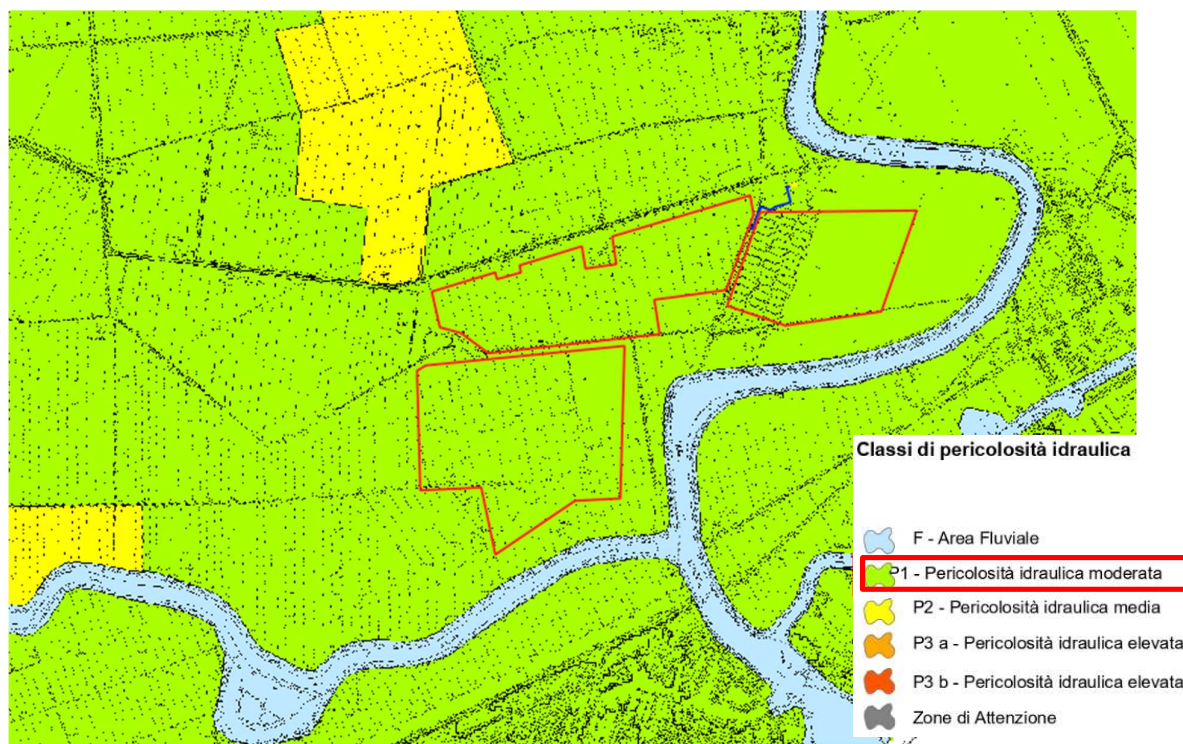 Classi di pericolosità idraulica
F - Area Fluviale
P1 - Pericolosità idraulica moderata
P2 - Pericolosità idraulica media
P3 a - Pericolosità idraulica elevata
P3 b - Pericolosità idraulica elevata
Zone di Attenzione